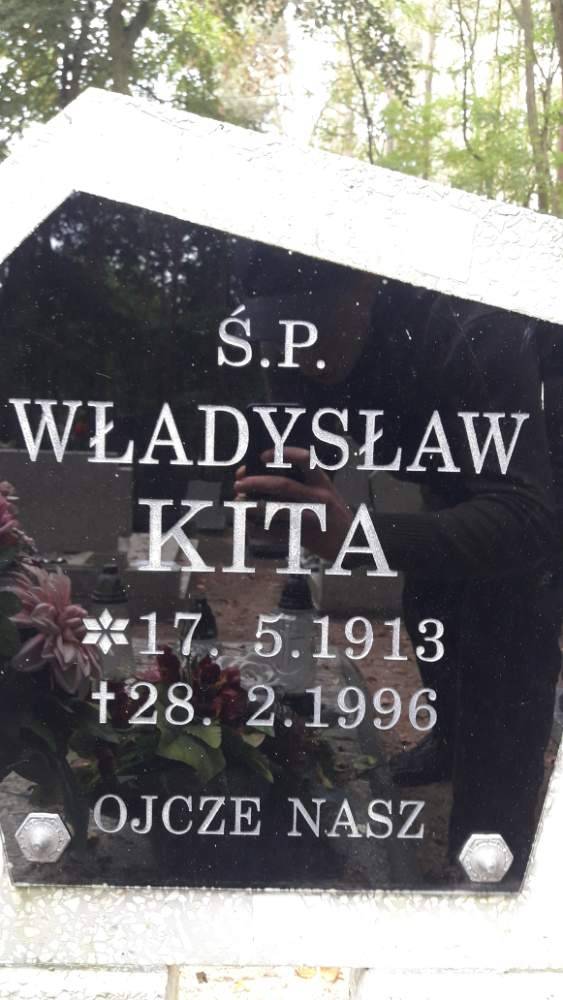 Ś.P.
WŁADYSŁAW
KITA
✲17. 5.1913
†28. 2.1996
OJCZE NASZ